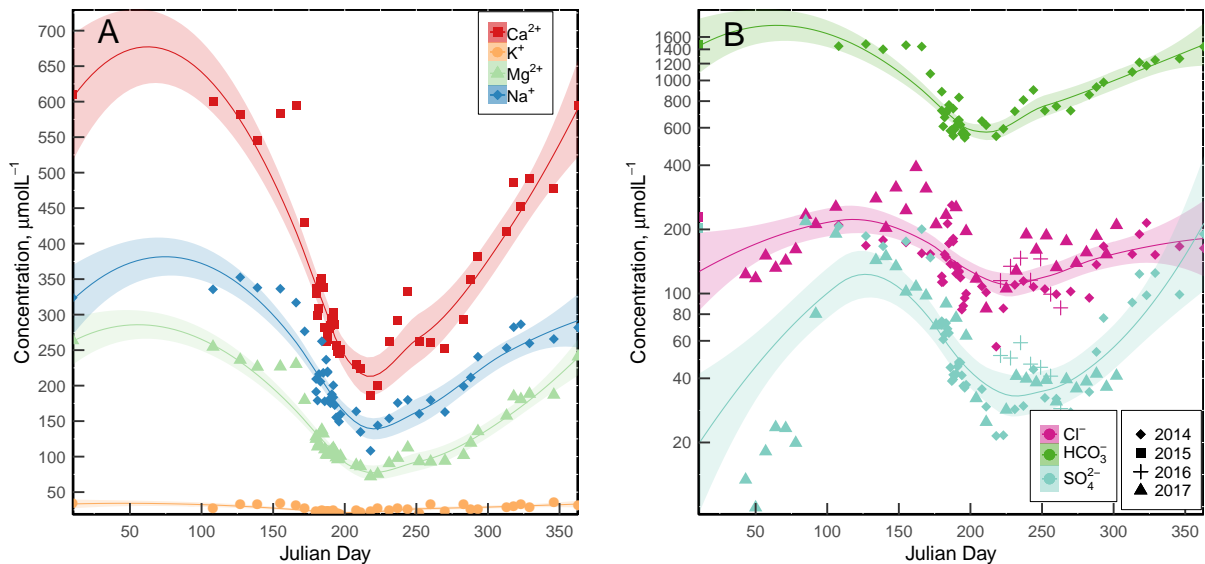 A
Ca²⁺
K⁺
Mg²⁺
Na⁺
700
650
600
550
500
450
400
350
300
250
200
150
100
50
Concentration, μmolL⁻¹
50 100 150 200 250 300 350
Julian Day
B
1600
1400
1200
1000
800
600
400
200
100
80
60
40
20
Concentration, μmolL⁻¹
Cl⁻
HCO₃⁻
SO₄²⁻
2014
2015
2016
2017
50 100 150 200 250 300 350
Julian Day